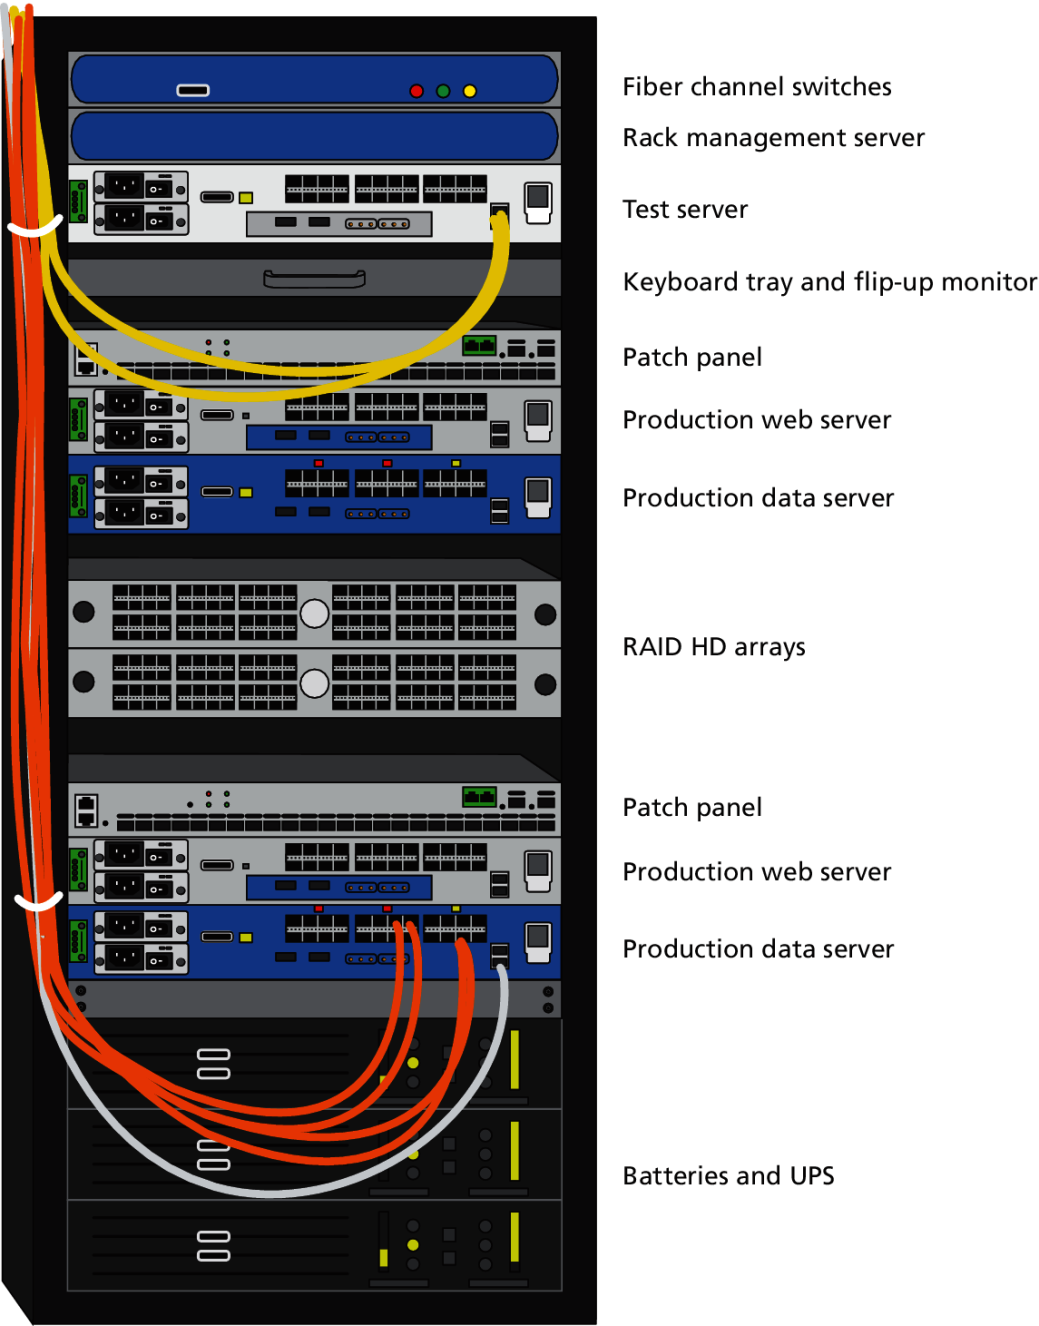 Fiber channel switches
Rack management server
Test server
Keyboard tray and flip-up monitor
Patch panel
Production web server
Production data server
RAID HD arrays
Patch panel
Production web server
Production data server
Batteries and UPS